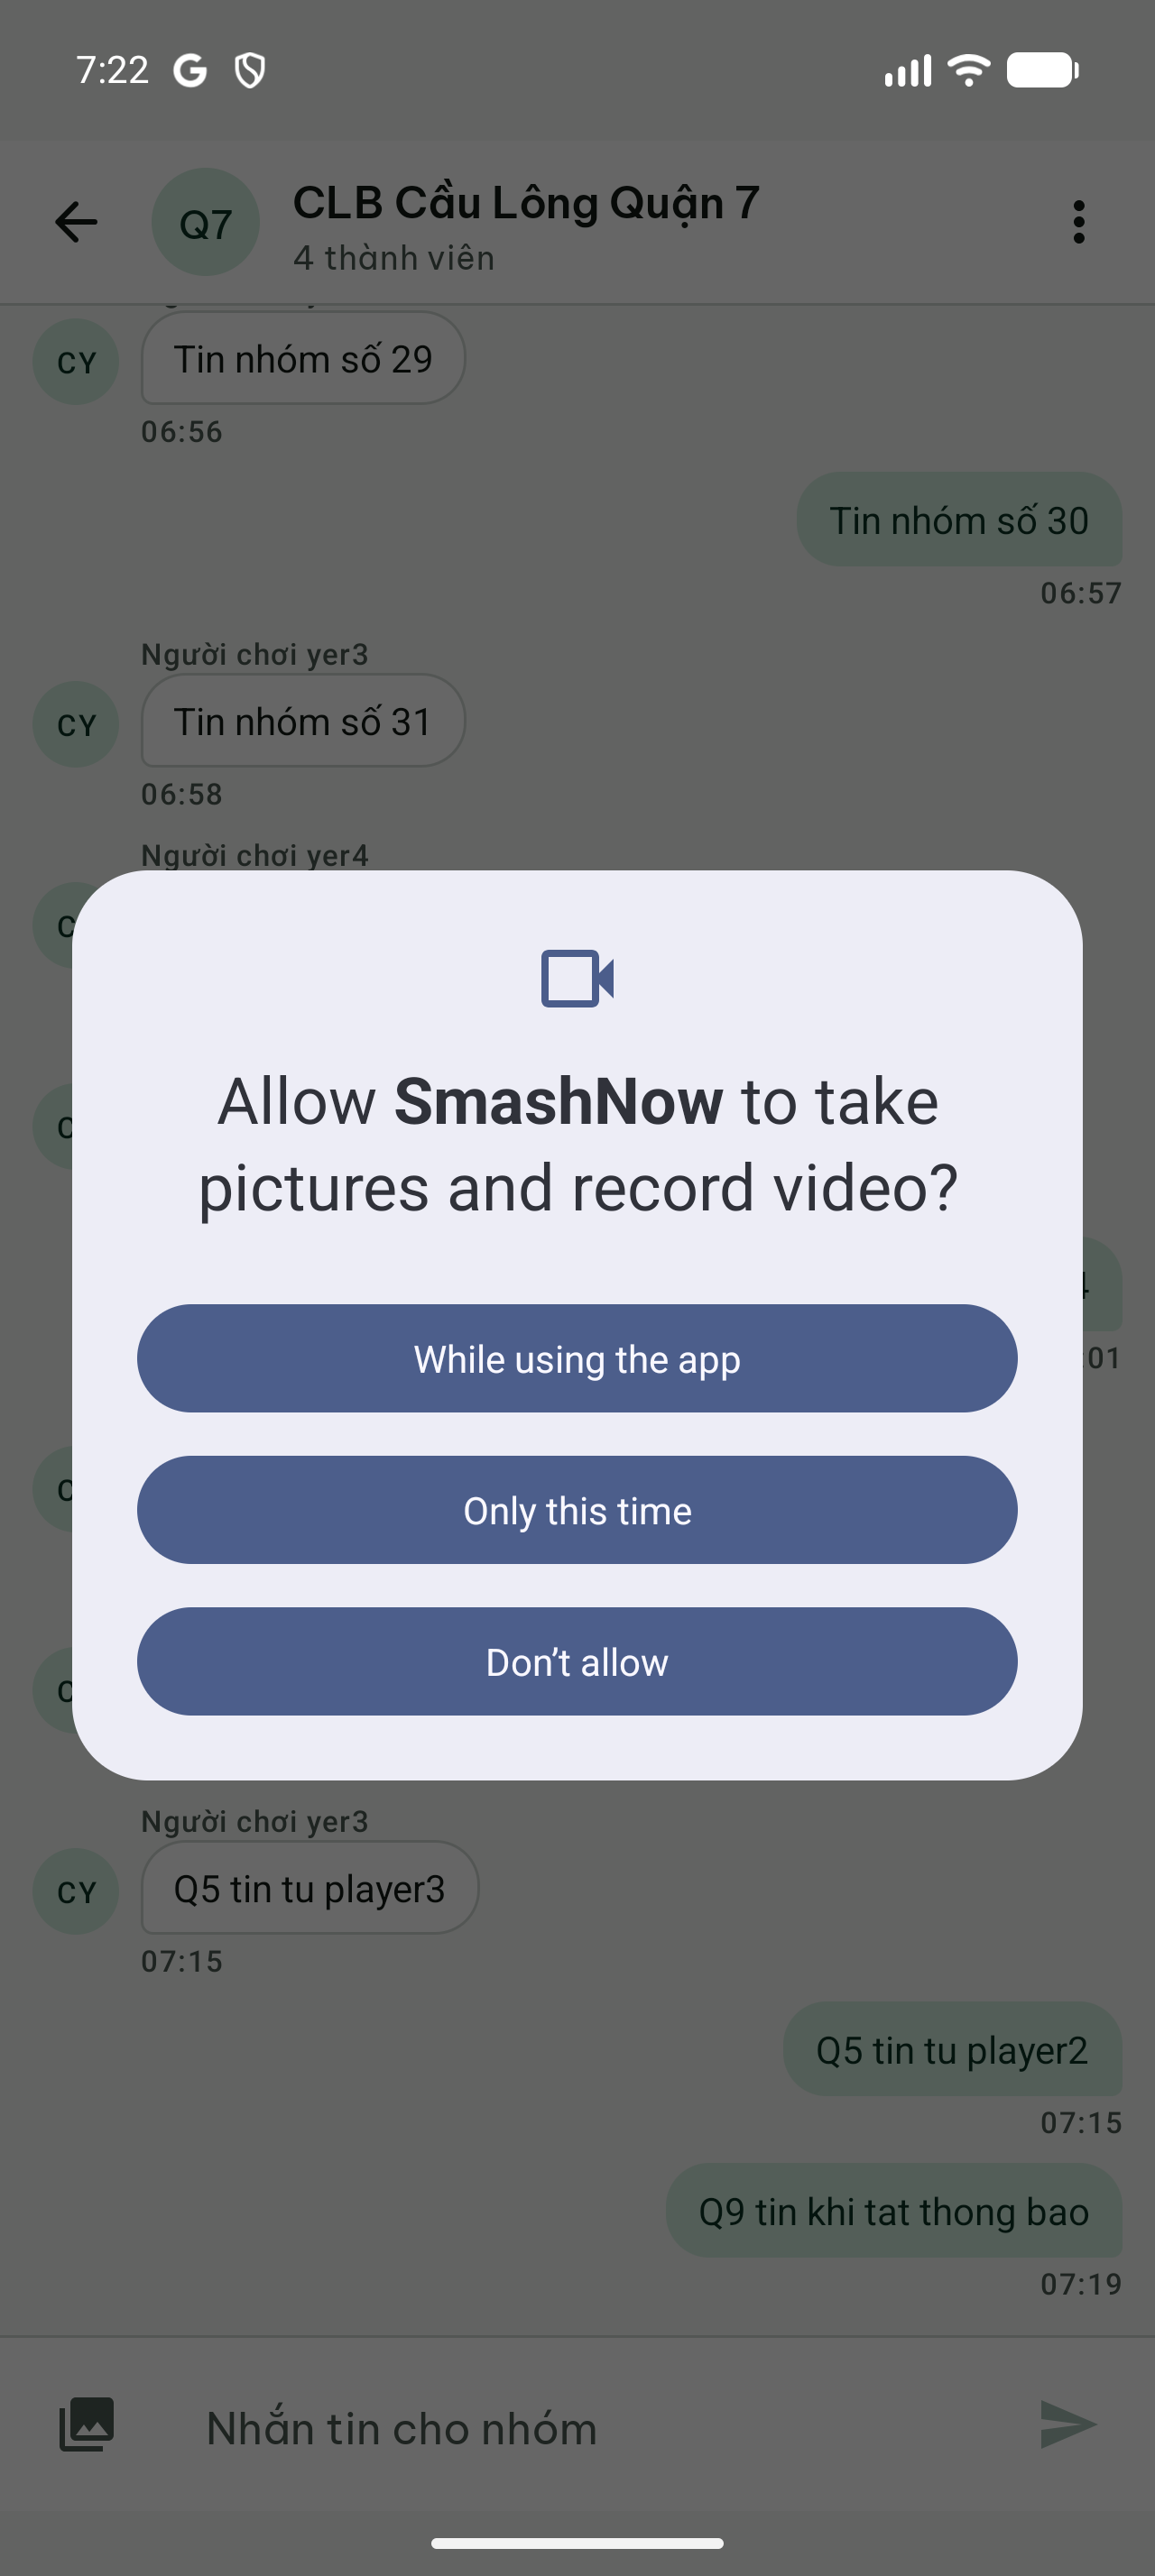 7:22
Q7
CLB Cầu Lông Quận 7
4 thành viên
CY
Tin nhóm số 29
06:56
Tin nhóm số 30
06:57
Người chơi yer3
CY
Tin nhóm số 31
06:58
Người chơi yer4
Allow SmashNow to take
pictures and record video?
While using the app
:01
Only this time
Don’t allow
Người chơi yer3
CY
Q5 tin tu player3
07:15
Q5 tin tu player2
07:15
Q9 tin khi tat thong bao
07:19
Nhắn tin cho nhóm